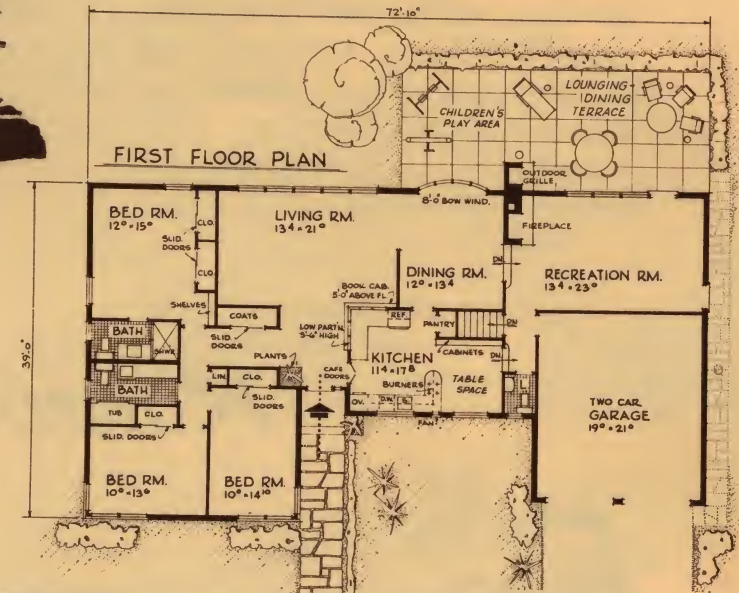 72'-10"
FIRST FLOOR PLAN
39'-0"
CHILDREN'S
PLAY AREA
LOUNGING-
DINING
TERRACE
OUTDOOR
GRILLE
8'-0" BOW WIND.
FIREPLACE
BED RM.
12⁰ × 15⁰
CLO.
SLID.
DOORS
CLO.
SHELVES
LIVING RM.
13⁴ × 21⁰
DINING RM.
12⁰ × 13⁴
DN.
RECREATION RM.
13⁴ × 23⁰
BOOK CAB.
5'-0" ABOVE FL.
COATS
SLID.
DOORS
LOW PART'N
5'-6" HIGH
REF.
PANTRY
DN.
CABINETS
BATH
SHWR.
PLANTS
KITCHEN
11⁴ × 17⁸
BURNERS
TABLE
SPACE
CAFE
DOORS
BATH
LIN.
CLO.
SLID.
DOORS
TUB
CLO.
SLID. DOORS
OV.
D.W.
S.
FAN
TWO CAR
GARAGE
19⁰ × 21⁰
BED RM.
10⁰ × 13⁶
BED RM.
10⁰ × 14¹⁰